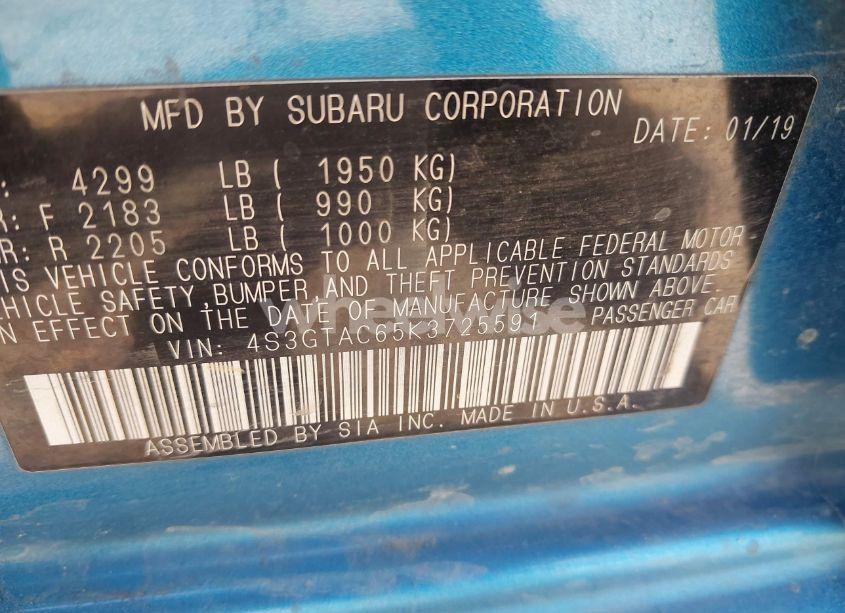 MFD BY SUBARU CORPORATION
DATE: 01/19
: 4299 LB ( 1950 KG)
R: F 2183 LB ( 990 KG)
R: R 2205 LB ( 1000 KG)
IS VEHICLE CONFORMS TO ALL APPLICABLE FEDERAL MOTOR
EHICLE SAFETY,BUMPER,AND THEFT PREVENTION STANDARDS
N EFFECT ON THE DATE OF MANUFACTURE SHOWN ABOVE.
VIN: 4S3GTAC65K3725591 PASSENGER CAR
wheelwise
ASSEMBLED BY SIA INC. MADE IN U.S.A.